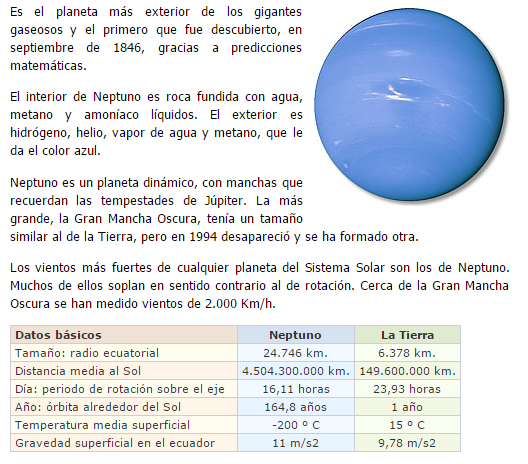 Es el planeta más exterior de los gigantes
gaseosos y el primero que fue descubierto, en
septiembre de 1846, gracias a predicciones
matemáticas.
El interior de Neptuno es roca fundida con agua,
metano y amoníaco líquidos. El exterior es
hidrógeno, helio, vapor de agua y metano, que le
da el color azul.
Neptuno es un planeta dinámico, con manchas que
recuerdan las tempestades de Júpiter. La más
grande, la Gran Mancha Oscura, tenía un tamaño
similar al de la Tierra, pero en 1994 desapareció y se ha formado otra.
Los vientos más fuertes de cualquier planeta del Sistema Solar son los de Neptuno.
Muchos de ellos soplan en sentido contrario al de rotación. Cerca de la Gran Mancha
Oscura se han medido vientos de 2.000 Km/h.
Datos básicos Neptuno La Tierra
Tamaño: radio ecuatorial 24.746 km. 6.378 km.
Distancia media al Sol 4.504.300.000 km. 149.600.000 km.
Día: periodo de rotación sobre el eje 16,11 horas 23,93 horas
Año: órbita alrededor del Sol 164,8 años 1 año
Temperatura media superficial -200 º C 15 º C
Gravedad superficial en el ecuador 11 m/s2 9,78 m/s2